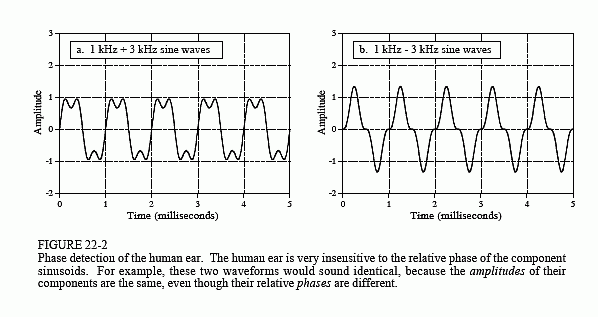 3
a. 1 kHz + 3 kHz sine waves
2
1
0
-1
-2
Amplitude
0 1 2 3 4 5
Time (milliseconds)
3
b. 1 kHz - 3 kHz sine waves
2
1
0
-1
-2
Amplitude
0 1 2 3 4 5
Time (milliseconds)
FIGURE 22-2
Phase detection of the human ear. The human ear is very insensitive to the relative phase of the component
sinusoids. For example, these two waveforms would sound identical, because the amplitudes of their
components are the same, even though their relative phases are different.